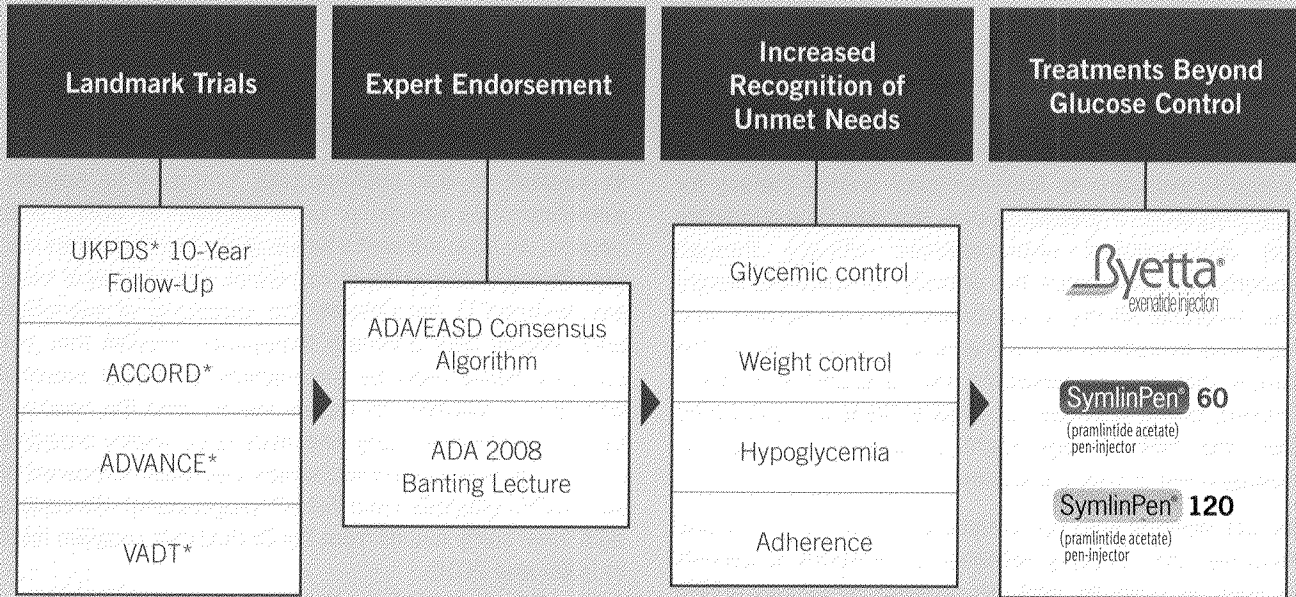 Landmark Trials
UKPDS* 10-Year
Follow-Up
ACCORD*
ADVANCE*
VADT*
Expert Endorsement
ADA/EASD Consensus
Algorithm
ADA 2008
Banting Lecture
Increased
Recognition of
Unmet Needs
Glycemic control
Weight control
Hypoglycemia
Adherence
Treatments Beyond
Glucose Control
Byetta®
exenatide injection
SymlinPen® 60
(pramlintide acetate)
pen-injector
SymlinPen® 120
(pramlintide acetate)
pen-injector